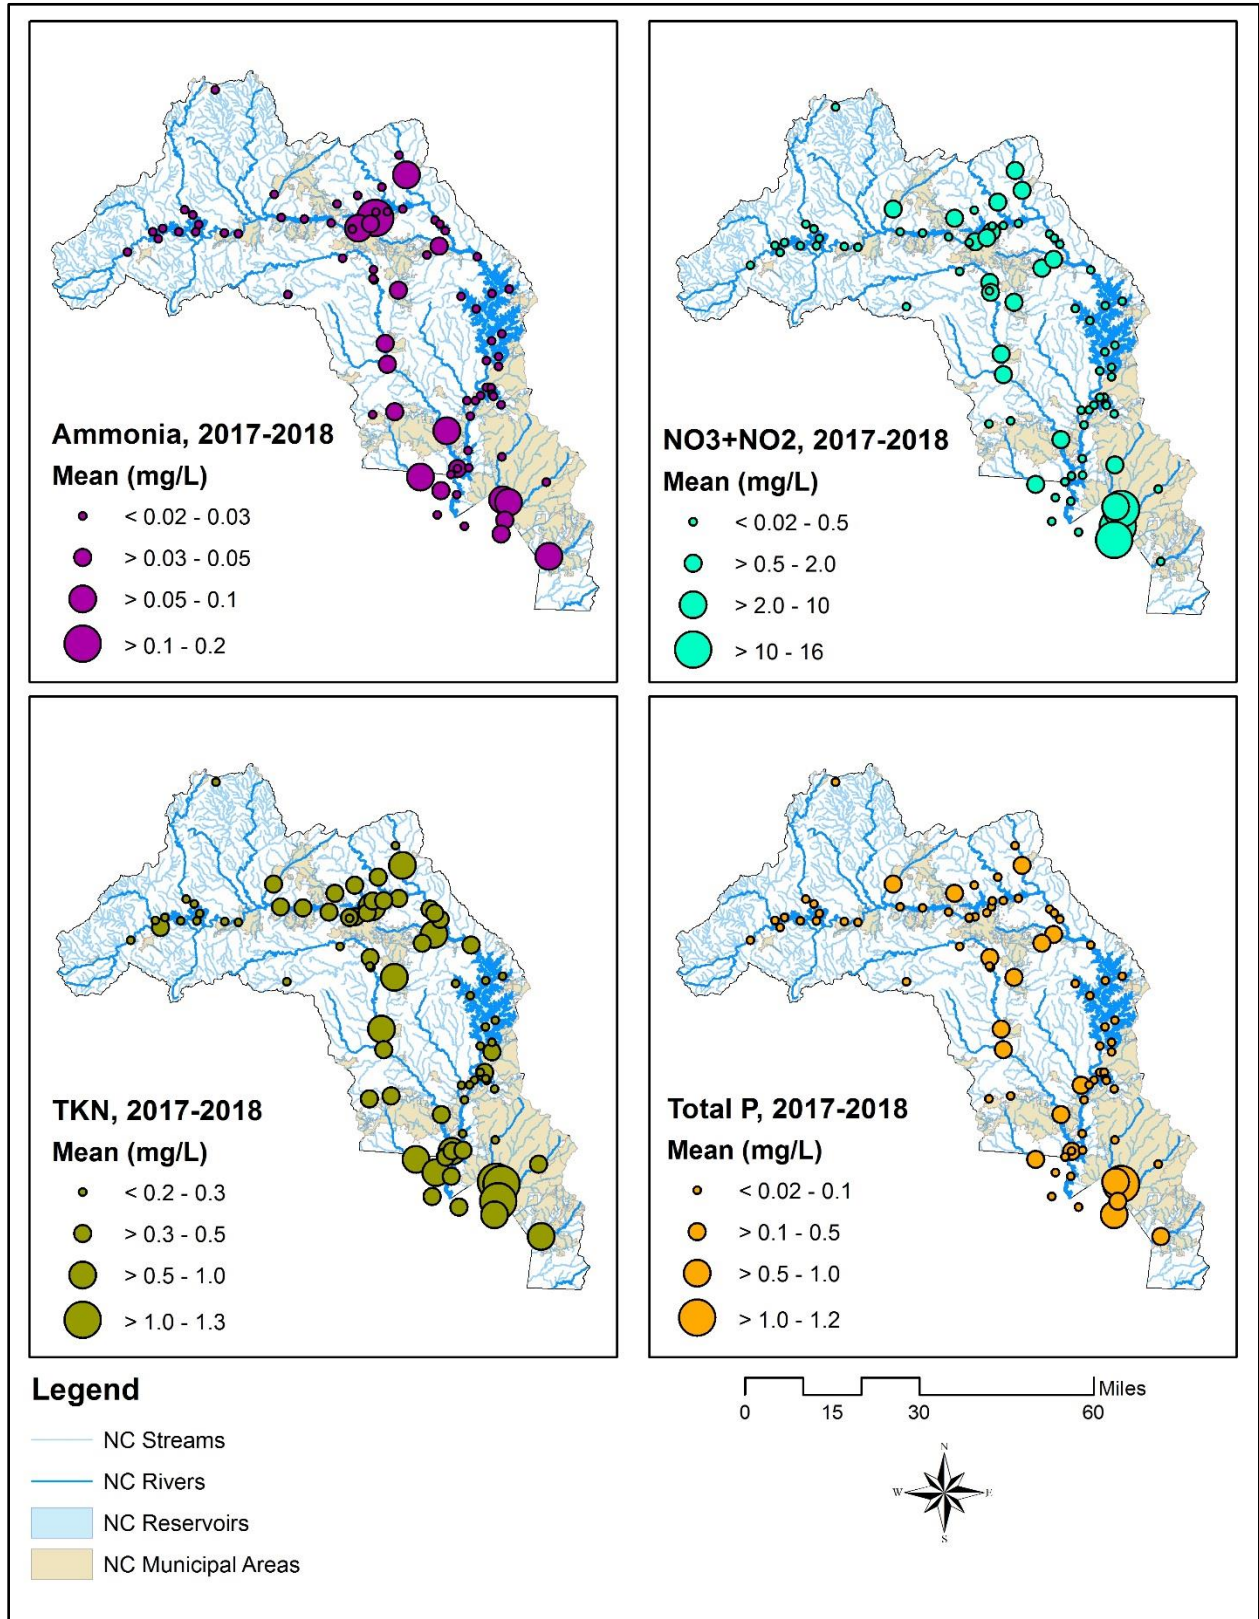 Ammonia, 2017-2018
Mean (mg/L)
< 0.02 - 0.03
> 0.03 - 0.05
> 0.05 - 0.1
> 0.1 - 0.2
NO3+NO2, 2017-2018
Mean (mg/L)
< 0.02 - 0.5
> 0.5 - 2.0
> 2.0 - 10
> 10 - 16
TKN, 2017-2018
Mean (mg/L)
< 0.2 - 0.3
> 0.3 - 0.5
> 0.5 - 1.0
> 1.0 - 1.3
Total P, 2017-2018
Mean (mg/L)
< 0.02 - 0.1
> 0.1 - 0.5
> 0.5 - 1.0
> 1.0 - 1.2
Legend
NC Streams
NC Rivers
NC Reservoirs
NC Municipal Areas
Miles
0 15 30 60
N
W E
S